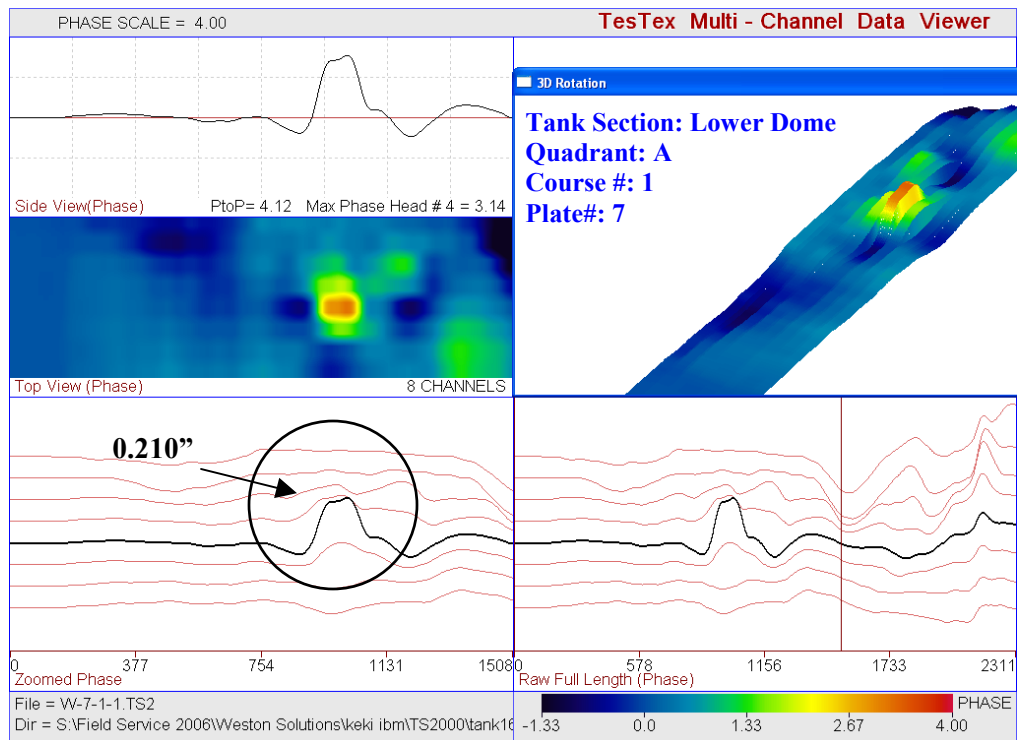 PHASE SCALE = 4.00
TesTex Multi - Channel Data Viewer
3D Rotation
Tank Section: Lower Dome
Quadrant: A
Course #: 1
Plate#: 7
Side View(Phase) PtoP= 4.12 Max Phase Head # 4 = 3.14
Top View (Phase) 8 CHANNELS
0.210”
0 377 754 1131 1508
Zoomed Phase
0 578 1156 1733 2311
Raw Full Length (Phase)
File = W-7-1-1.TS2
Dir = S:\Field Service 2006\Weston Solutions\keki ibm\TS2000\tank16
PHASE
-1.33 0.0 1.33 2.67 4.00